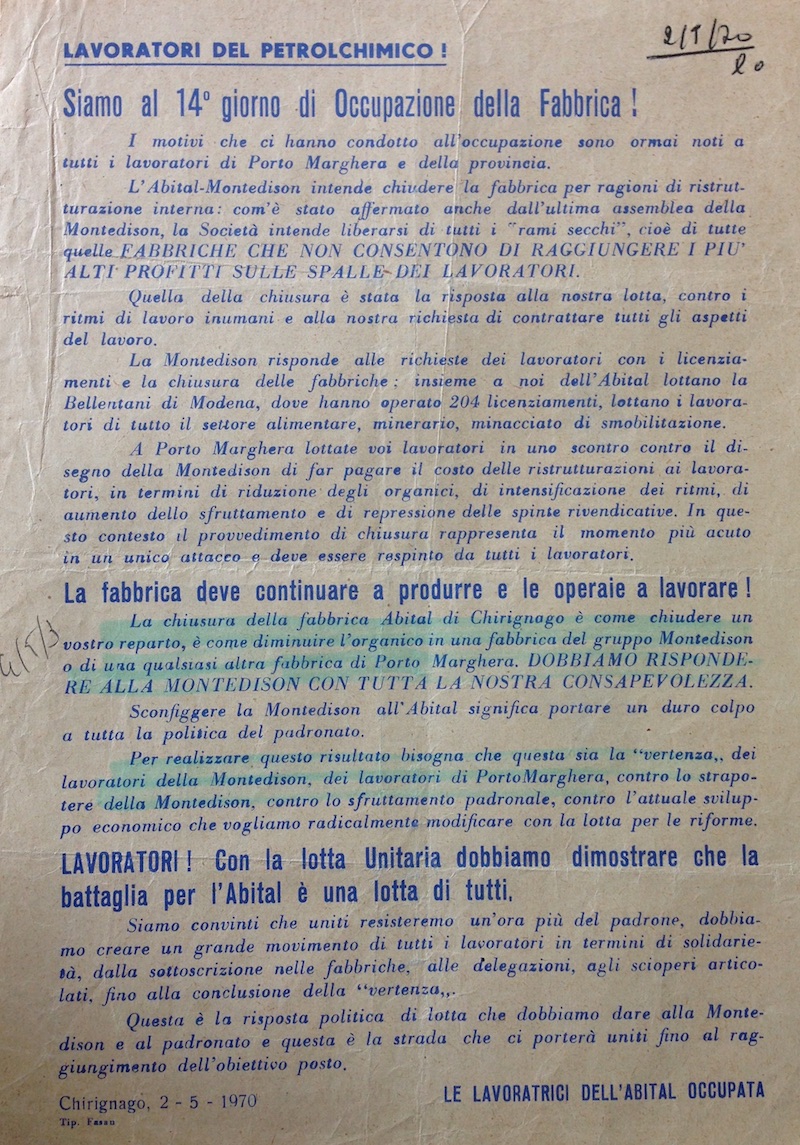 2/5/70
LAVORATORI DEL PETROLCHIMICO !
Siamo al 14° giorno di Occupazione della Fabbrica !
I motivi che ci hanno condotto all'occupazione sono ormai noti a
tutti i lavoratori di Porto Marghera e della provincia.
L'Abital-Montedison intende chiudere la fabbrica per ragioni di ristrut-
turazione interna: com'è stato affermato anche dall'ultima assemblea della
Montedison, la Società intende liberarsi di tutti i "rami secchi", cioè di tutte
quelle FABBRICHE CHE NON CONSENTONO DI RAGGIUNGERE I PIU'
ALTI PROFITTI SULLE SPALLE DEI LAVORATORI.
Quella della chiusura è stata la risposta alla nostra lotta, contro i
ritmi di lavoro inumani e alla nostra richiesta di contrattare tutti gli aspetti
del lavoro.
La Montedison risponde alle richieste dei lavoratori con i licenzia-
menti e la chiusura delle fabbriche : insieme a noi dell'Abital lottano la
Bellentani di Modena, dove hanno operato 204 licenziamenti, lottano i lavora-
tori di tutto il settore alimentare, minerario, minacciato di smobilitazione.
A Porto Marghera lottate voi lavoratori in uno scontro contro il di-
segno della Montedison di far pagare il costo delle ristrutturazioni ai lavora-
tori, in termini di riduzione degli organici, di intensificazione dei ritmi, di
aumento dello sfruttamento e di repressione delle spinte rivendicative. In que-
sto contesto il provvedimento di chiusura rappresenta il momento più acuto
in un unico attacco e deve essere respinto da tutti i lavoratori.
La fabbrica deve continuare a produrre e le operaie a lavorare !
La chiusura della fabbrica Abital di Chirignago è come chiudere un
vostro reparto, è come diminuire l'organico in una fabbrica del gruppo Montedison
o di una qualsiasi altra fabbrica di Porto Marghera. DOBBIAMO RISPONDE-
RE ALLA MONTEDISON CON TUTTA LA NOSTRA CONSAPEVOLEZZA.
Sconfiggere la Montedison all'Abital significa portare un duro colpo
a tutta la politica del padronato.
Per realizzare questo risultato bisogna che questa sia la "vertenza,, dei
lavoratori della Montedison, dei lavoratori di PortoMarghera, contro lo strapo-
tere della Montedison, contro lo sfruttamento padronale, contro l'attuale svilup-
po economico che vogliamo radicalmente modificare con la lotta per le riforme.
LAVORATORI ! Con la lotta Unitaria dobbiamo dimostrare che la
battaglia per l'Abital è una lotta di tutti.
Siamo convinti che uniti resisteremo un'ora più del padrone, dobbia-
mo creare un grande movimento di tutti i lavoratori in termini di solidarie-
tà, dalla sottoscrizione nelle fabbriche, alle delegazioni, agli scioperi artico-
lati, fino alla conclusione della "vertenza,,.
Questa è la risposta politica di lotta che dobbiamo dare alla Monte-
dison e al padronato e questa è la strada che ci porterà uniti fino al rag-
giungimento dell'obiettivo posto.
LE LAVORATRICI DELL'ABITAL OCCUPATA
Chirignago, 2 - 5 - 1970
Tip. Fasan